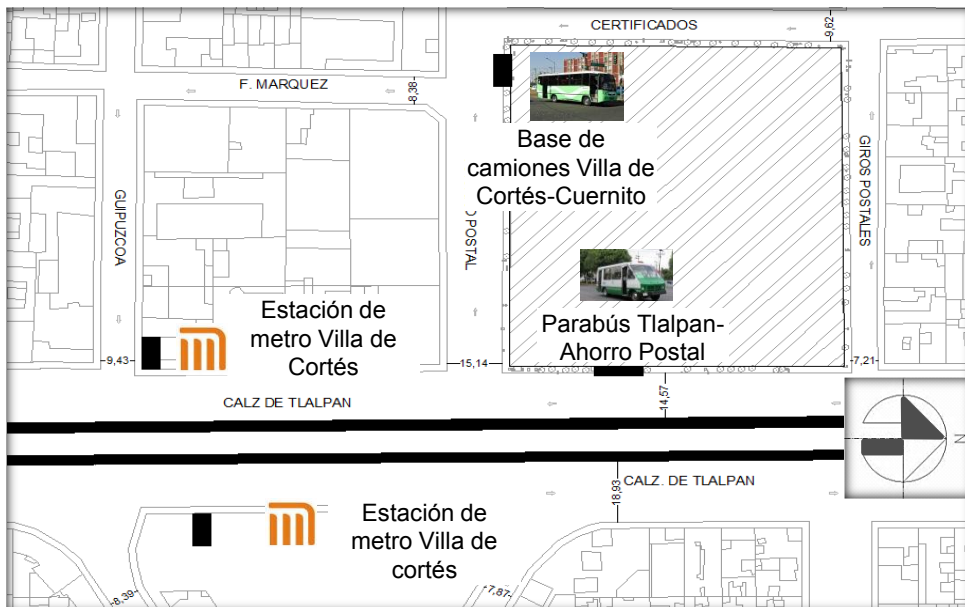 CERTIFICADOS
9,62
F. MARQUEZ
8,38
Base de
camiones Villa de
Cortés-Cuernito
GUIPUZCOA
O POSTAL
GIROS POSTALES
Estación de
metro Villa de
Cortés
Parabús Tlalpan-
Ahorro Postal
9,43
15,14
7,21
CALZ DE TLALPAN
14,57
N
CALZ. DE TLALPAN
18,93
Estación de
metro Villa de
cortés
8,39
7,87